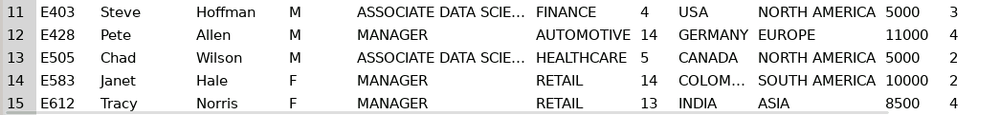 11 E403 Steve Hoffman M ASSOCIATE DATA SCIE... FINANCE 4 USA NORTH AMERICA 5000 3
12 E428 Pete Allen M MANAGER AUTOMOTIVE 14 GERMANY EUROPE 11000 4
13 E505 Chad Wilson M ASSOCIATE DATA SCIE... HEALTHCARE 5 CANADA NORTH AMERICA 5000 2
14 E583 Janet Hale F MANAGER RETAIL 14 COLOM... SOUTH AMERICA 10000 2
15 E612 Tracy Norris F MANAGER RETAIL 13 INDIA ASIA 8500 4